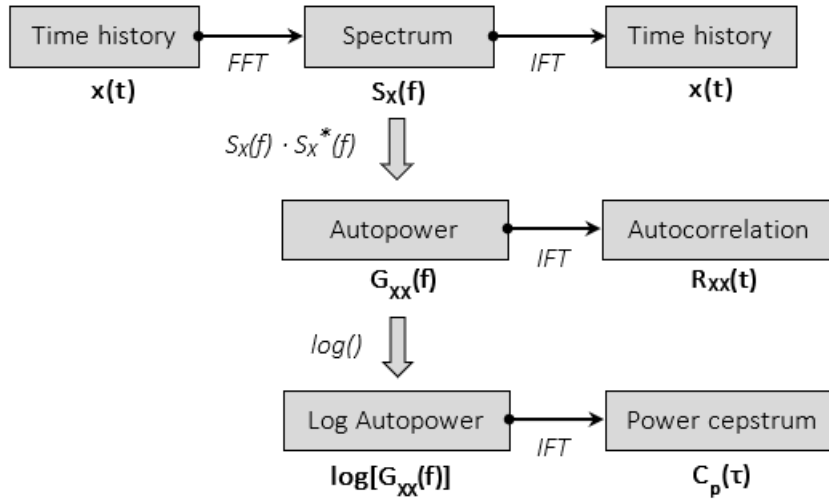 Time history Spectrum Time history
FFT IFT
x(t) Sx(f) x(t)
Sx(f) · Sx*(f)
Autopower Autocorrelation
IFT
Gxx(f) Rxx(t)
log()
Log Autopower Power cepstrum
IFT
log[Gxx(f)] Cp(τ)